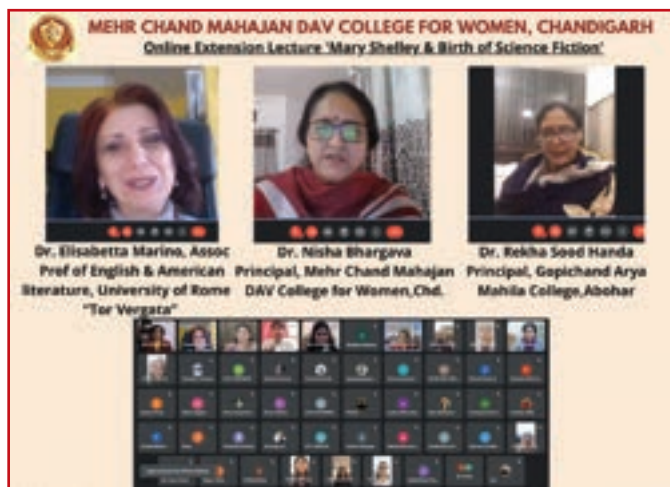 MEHR CHAND MAHAJAN DAV COLLEGE FOR WOMEN, CHANDIGARH
Online Extension Lecture 'Mary Shelley & Birth of Science Fiction'
Dr. Elisabetta Marino, Assoc
Prof of English & American
literature, University of Rome
"Tor Vergata"
Dr. Nisha Bhargava
Principal, Mehr Chand Mahajan
DAV College for Women,Chd.
Dr. Rekha Sood Handa
Principal, Gopichand Arya
Mahila College,Abohar